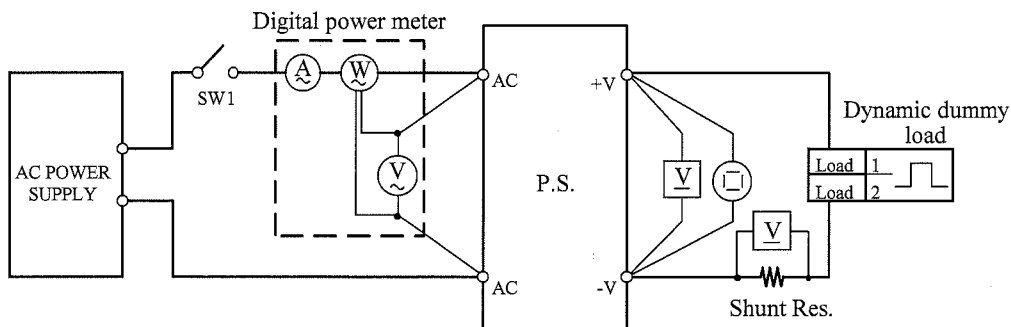 Digital power meter
A
W
SW1
AC
+V
Dynamic dummy
load
AC POWER
SUPPLY
V
P.S.
V
Load 1
Load 2
V
AC
-V
Shunt Res.